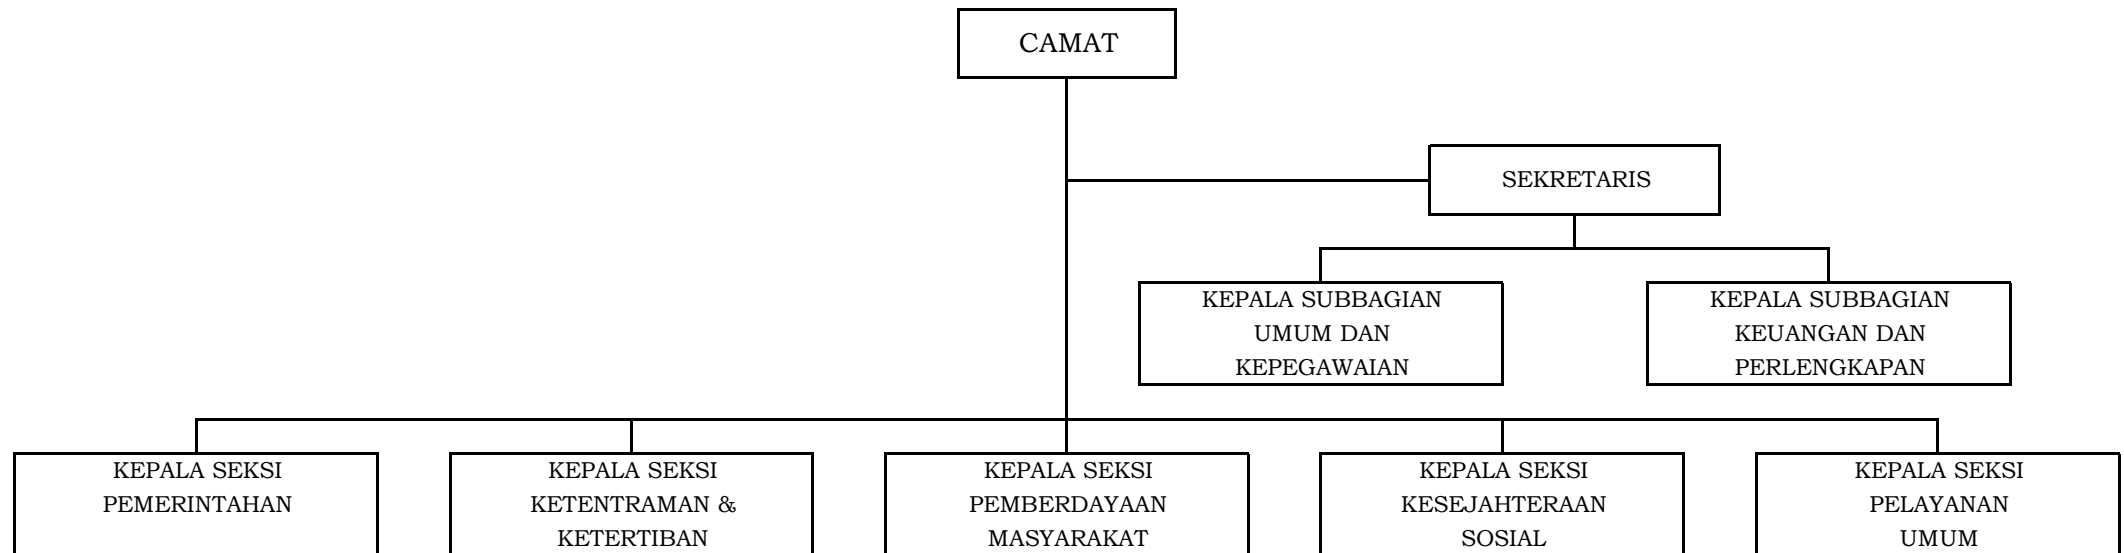 CAMAT
SEKRETARIS
KEPALA SUBBAGIAN
UMUM DAN
KEPEGAWAIAN
KEPALA SUBBAGIAN
KEUANGAN DAN
PERLENGKAPAN
KEPALA SEKSI
PEMERINTAHAN
KEPALA SEKSI
KETENTRAMAN &
KETERTIBAN
KEPALA SEKSI
PEMBERDAYAAN
MASYARAKAT
KEPALA SEKSI
KESEJAHTERAAN
SOSIAL
KEPALA SEKSI
PELAYANAN
UMUM